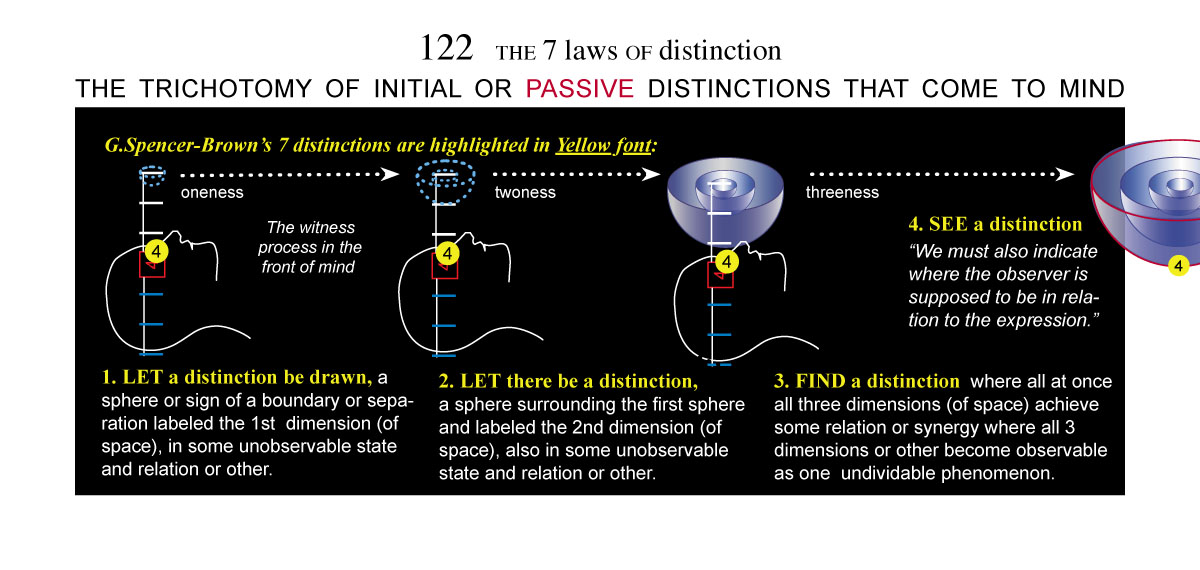 122 THE 7 laws OF distinction
THE TRICHOTOMY OF INITIAL OR PASSIVE DISTINCTIONS THAT COME TO MIND
G.Spencer-Brown’s 7 distinctions are highlighted in Yellow font:
oneness
twoness
threeness
The witness
process in the
front of mind
4
4
4
4
4
4
4. SEE a distinction
“We must also indicate
where the observer is
supposed to be in rela-
tion to the expression.”
4
1. LET a distinction be drawn, a
sphere or sign of a boundary or sepa-
ration labeled the 1st dimension (of
space), in some unobservable state
and relation or other.
2. LET there be a distinction,
a sphere surrounding the first sphere
and labeled the 2nd dimension (of
space), also in some unobservable
state and relation or other.
3. FIND a distinction where all at once
all three dimensions (of space) achieve
some relation or synergy where all 3
dimensions or other become observable
as one undividable phenomenon.